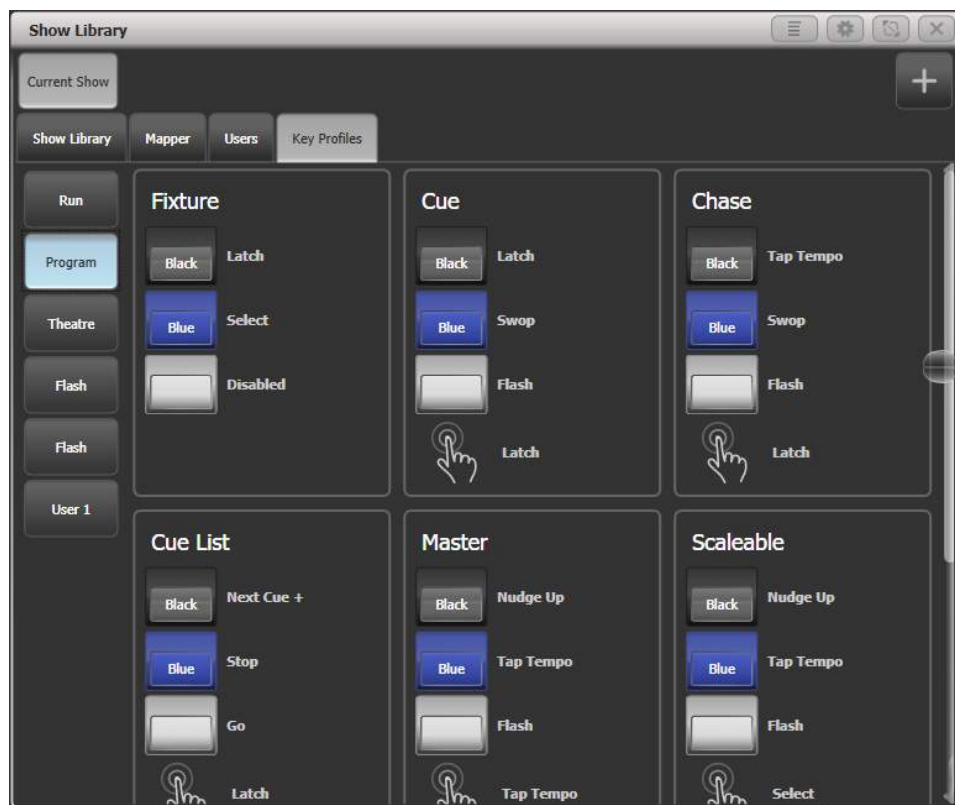 Show Library
Current Show
+
Show Library Mapper Users Key Profiles
Run
Program
Theatre
Flash
Flash
User 1
Fixture
Black Latch
Blue Select
Disabled
Cue
Black Latch
Blue Swop
Flash
Latch
Chase
Black Tap Tempo
Blue Swop
Flash
Latch
Cue List
Black Next Cue +
Blue Stop
Go
Latch
Master
Black Nudge Up
Blue Tap Tempo
Flash
Tap Tempo
Scaleable
Black Nudge Up
Blue Tap Tempo
Flash
Select